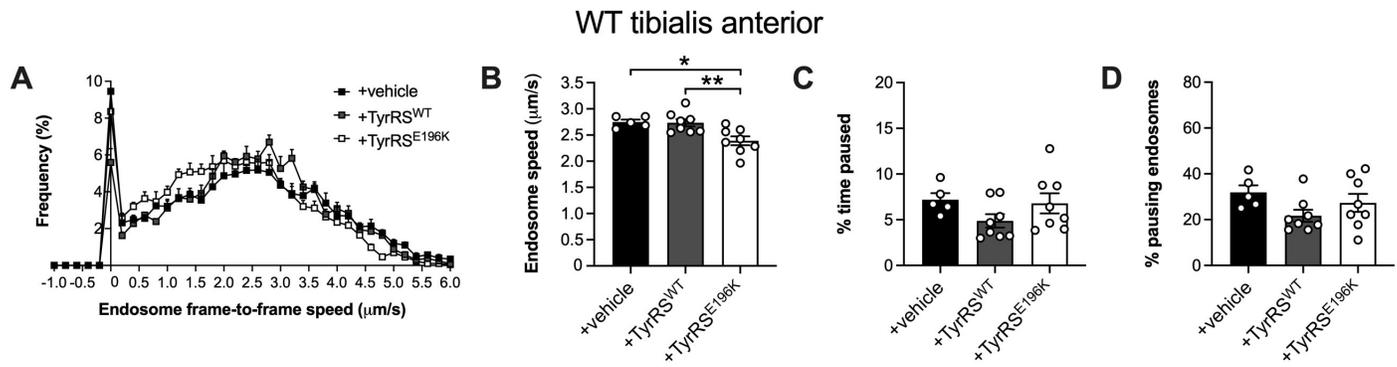 WT tibialis anterior
A
Frequency (%)
10
8
6
4
2
-1.0 -0.5 0 0.5 1.0 1.5 2.0 2.5 3.0 3.5 4.0 4.5 5.0 5.5 6.0
Endosome frame-to-frame speed (μm/s)
+vehicle
+TyrRS^WT
+TyrRS^E196K
B
Endosome speed (μm/s)
3.5
3.0
2.5
2.0
1.5
1.0
0.5
0
*
**
+vehicle
+TyrRS^WT
+TyrRS^E196K
C
% time paused
20
15
10
5
0
+vehicle
+TyrRS^WT
+TyrRS^E196K
D
% pausing endosomes
80
60
40
20
0
+vehicle
+TyrRS^WT
+TyrRS^E196K